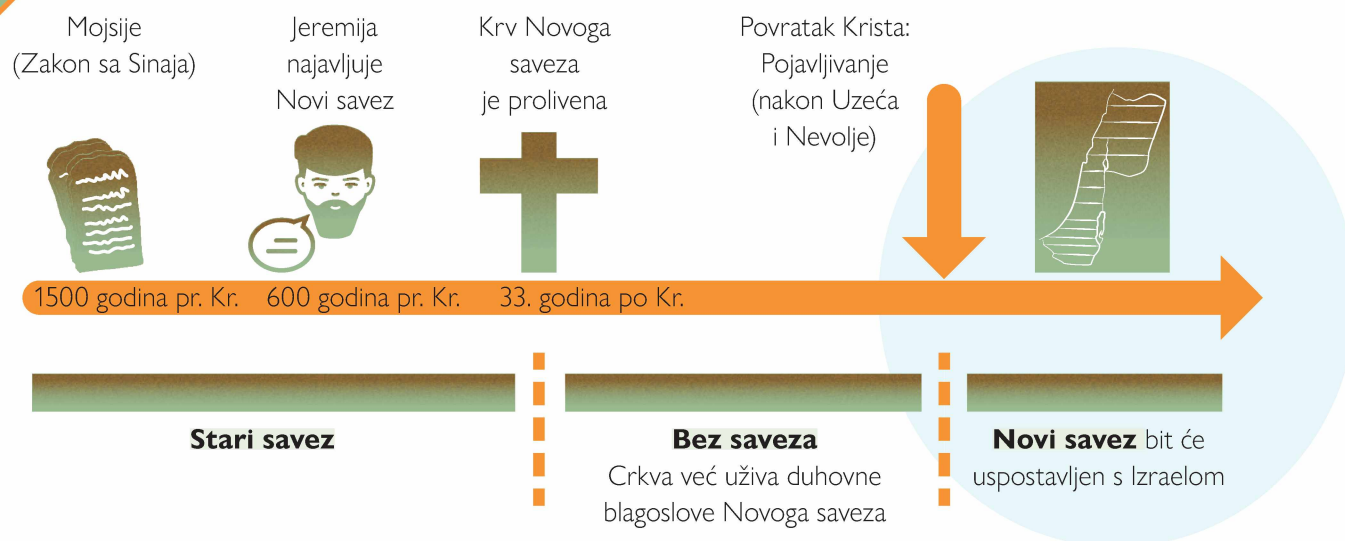 Mojsije
(Zakon sa Sinaja)
Jeremija
najavljuje
Novi savez
Krv Novoga
saveza
je prolivena
Povratak Krista:
Pojavljivanje
(nakon Uzeća
i Nevolje)
1500 godina pr. Kr.
600 godina pr. Kr.
33. godina po Kr.
Stari savez
Bez saveza
Crkva već uživa duhovne
blagoslove Novoga saveza
Novi savez bit će
uspostavljen s Izraelom